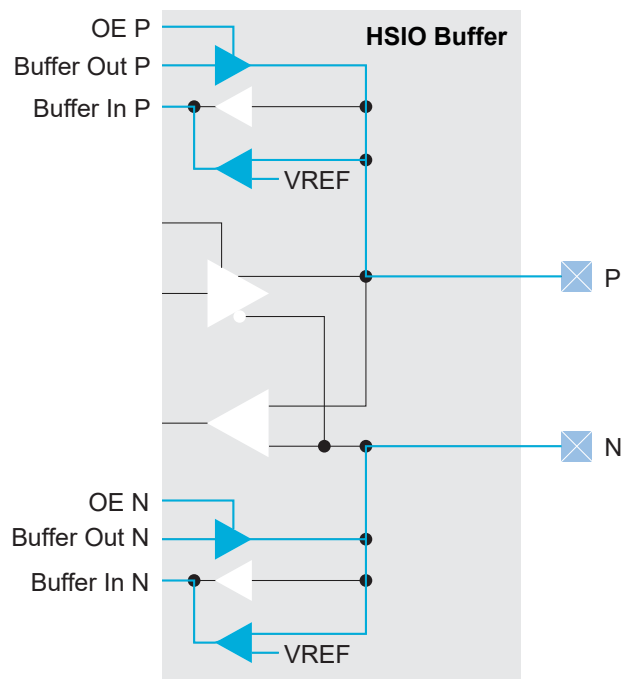 OE P
HSIO Buffer
Buffer Out P
Buffer In P
VREF
P
N
OE N
Buffer Out N
Buffer In N
VREF